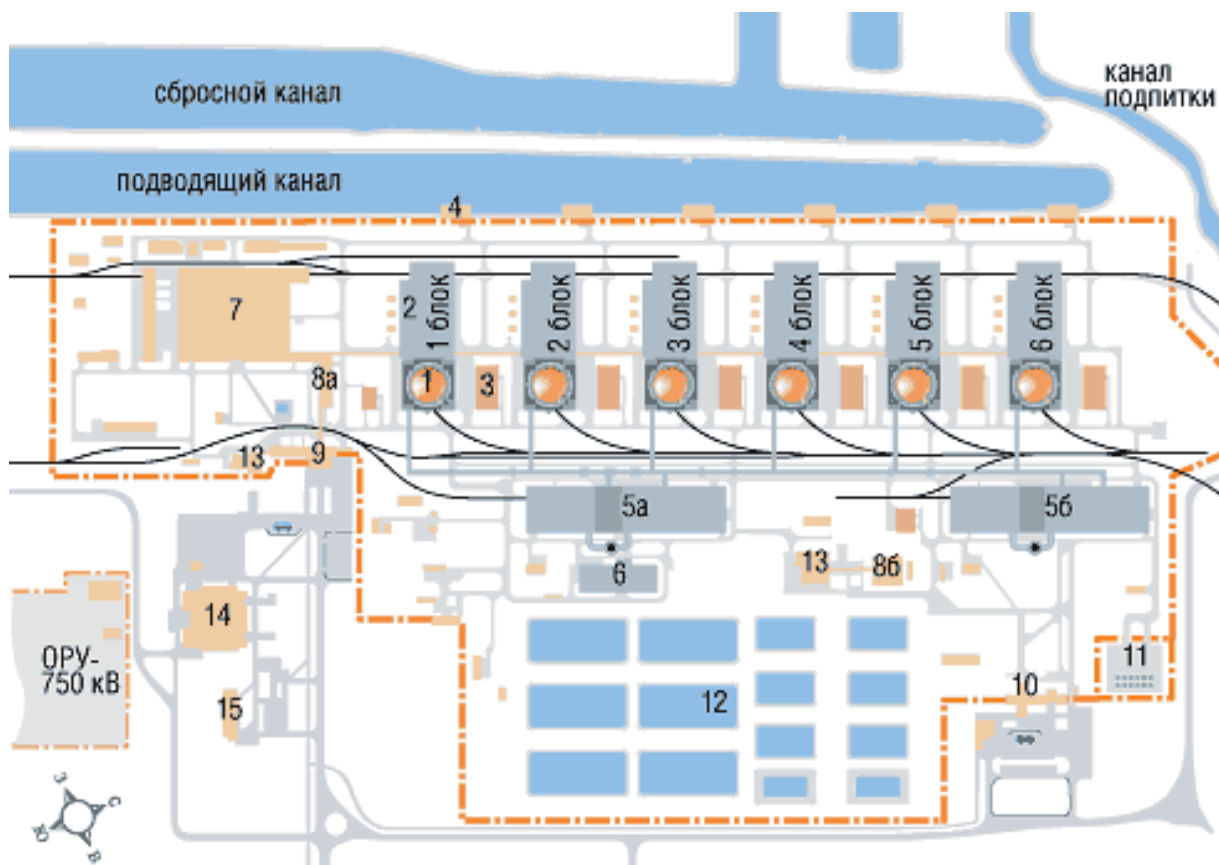 сбросной канал
канал
подпитки
подводящий канал
4
7
2
1 блок
2 блок
3 блок
4 блок
5 блок
6 блок
8а
1
3
13
9
5а
5б
6
13
8б
14
ОРУ-
750 кВ
11
12
10
15
З
С
Ю
В